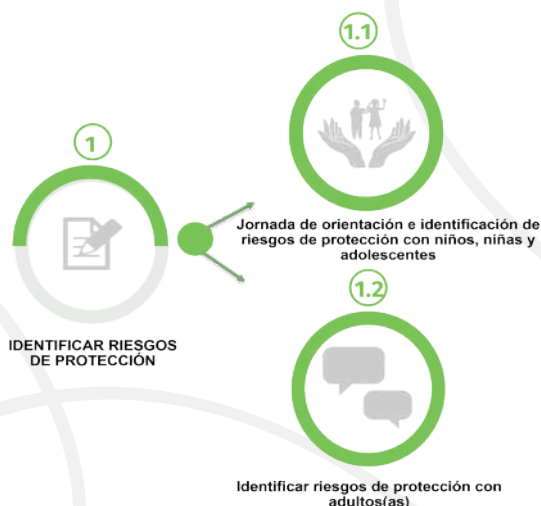 1
IDENTIFICAR RIESGOS
DE PROTECCIÓN
1.1
Jornada de orientación e identificación de
riesgos de protección con niños, niñas y
adolescentes
1.2
Identificar riesgos de protección con
adultos(as)